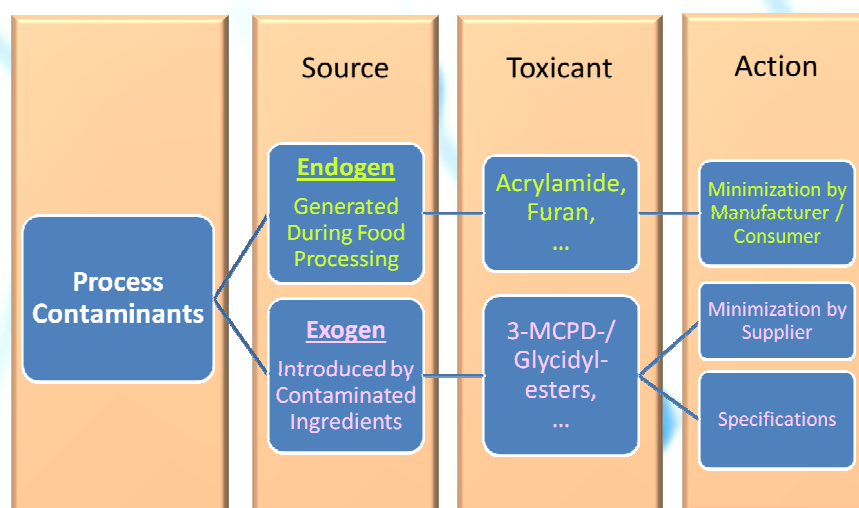 Source
Toxicant
Action
Process
Contaminants
Endogen
Generated
During Food
Processing
Acrylamide,
Furan,
...
Minimization by
Manufacturer /
Consumer
Exogen
Introduced by
Contaminated
Ingredients
3-MCPD-/
Glycidyl-
esters,
...
Minimization by
Supplier
Specifications